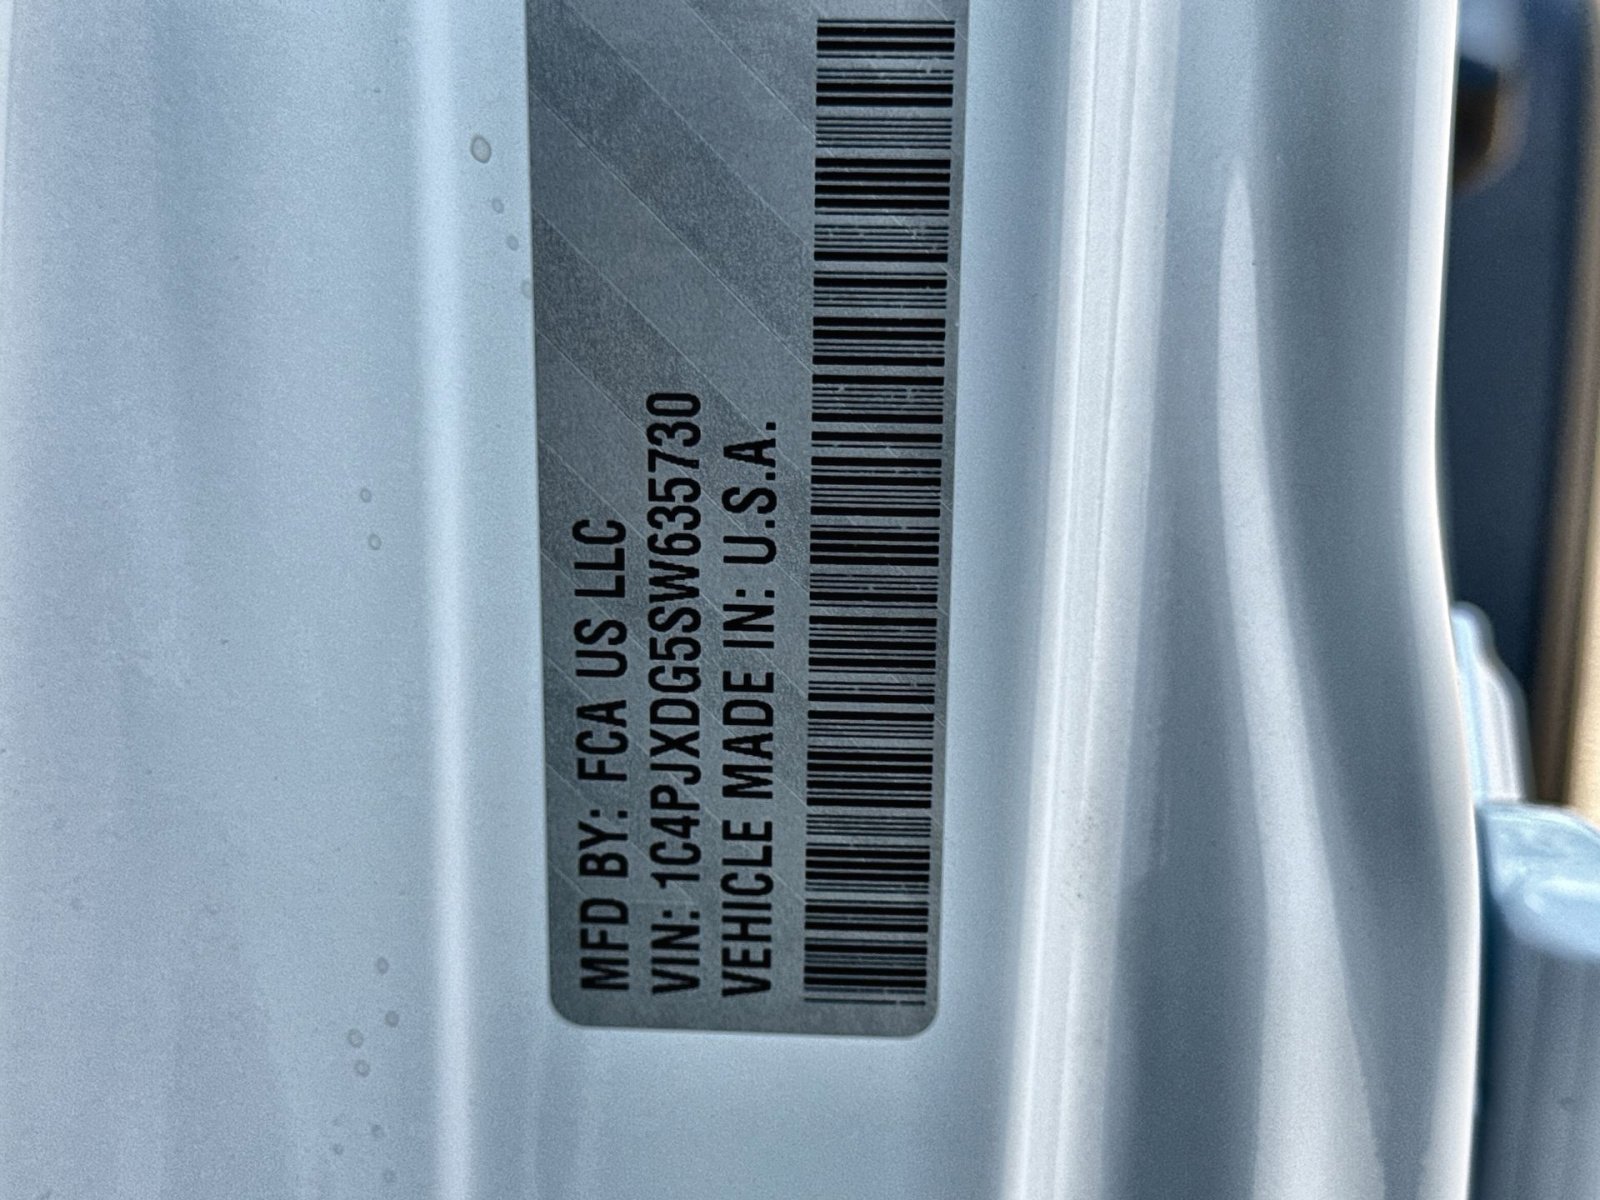 MFD BY: FCA US LLC
VIN: 1C4PJXDG5SW635730
VEHICLE MADE IN: U.S.A.